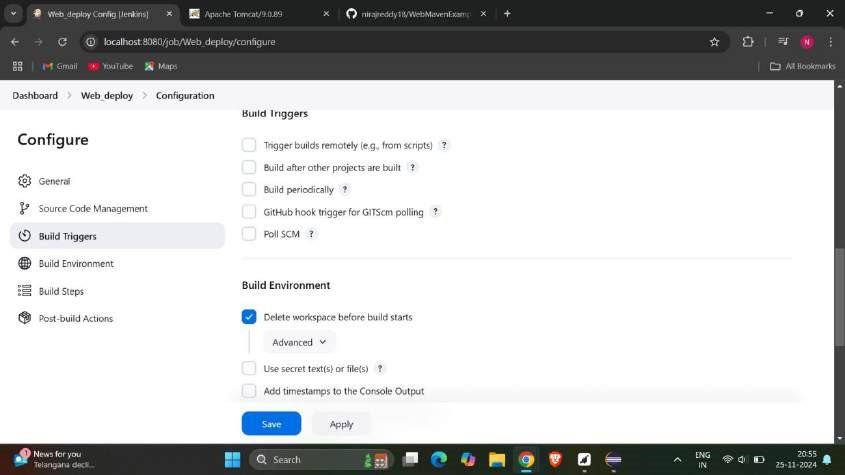 Web_deploy Config [Jenkins]
Apache Tomcat/9.0.89
nirajreddy18/WebMavenExamp
localhost:8080/job/Web_deploy/configure
N
Gmail
YouTube
Maps
All Bookmarks
Dashboard > Web_deploy > Configuration
Configure
General
Source Code Management
Build Triggers
Build Environment
Build Steps
Post-build Actions
Build Triggers
Trigger builds remotely (e.g., from scripts) ?
Build after other projects are built ?
Build periodically ?
GitHub hook trigger for GITScm polling ?
Poll SCM ?
Build Environment
Delete workspace before build starts
Advanced
Use secret text(s) or file(s) ?
Add timestamps to the Console Output
Save
Apply
1
News for you
Telangana decli...
Search
ENG
IN
20:55
25-11-2024